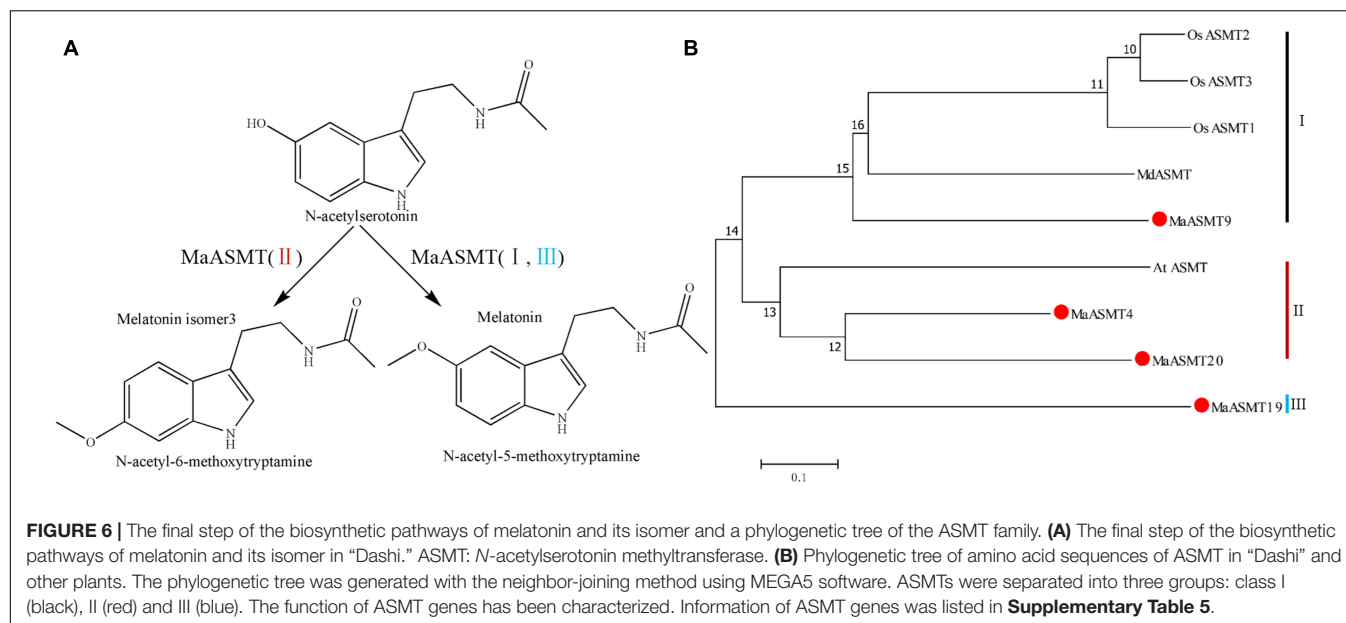 A
HO
O
N
H
N
H
N-acetylserotonin
MaASMT(Ⅱ)
MaASMT(Ⅰ,Ⅲ)
Melatonin isomer3
O
N
H
O
N
H
N-acetyl-6-methoxytryptamine
Melatonin
O
N
H
O
N
H
N-acetyl-5-methoxytryptamine
B
Os ASMT2
10
Os ASMT3
11
Os ASMT1
16
MdASMT
15
MaASMT9
I
14
At ASMT
13
MaASMT4
12
MaASMT20
II
MaASMT19
III
0.1
FIGURE 6 | The final step of the biosynthetic pathways of melatonin and its isomer and a phylogenetic tree of the ASMT family. (A) The final step of the biosynthetic
pathways of melatonin and its isomer in “Dashi.” ASMT: N-acetylserotonin methyltransferase. (B) Phylogenetic tree of amino acid sequences of ASMT in “Dashi” and
other plants. The phylogenetic tree was generated with the neighbor-joining method using MEGA5 software. ASMTs were separated into three groups: class I
(black), II (red) and III (blue). The function of ASMT genes has been characterized. Information of ASMT genes was listed in Supplementary Table 5.